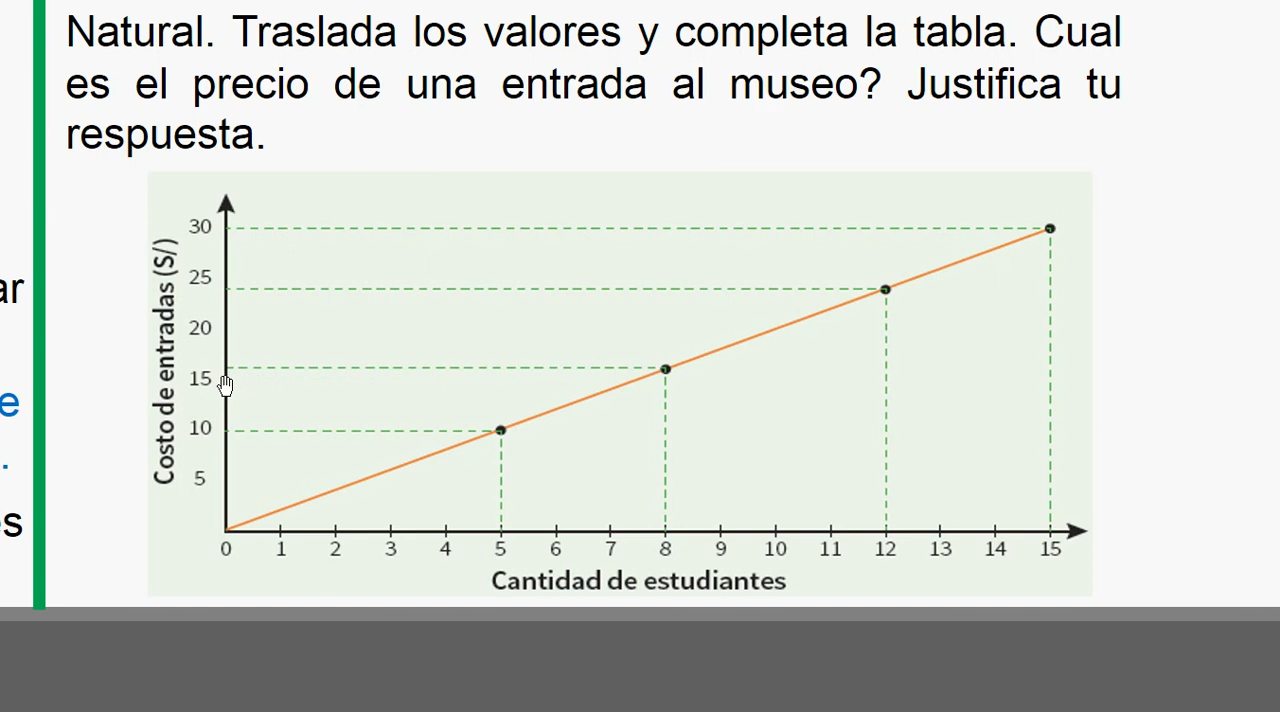 Natural. Traslada los valores y completa la tabla. Cual
es el precio de una entrada al museo? Justifica tu
respuesta.
ar
e
.
es
Costo de entradas (S/)
30
25
20
15
10
5
0 1 2 3 4 5 6 7 8 9 10 11 12 13 14 15
Cantidad de estudiantes